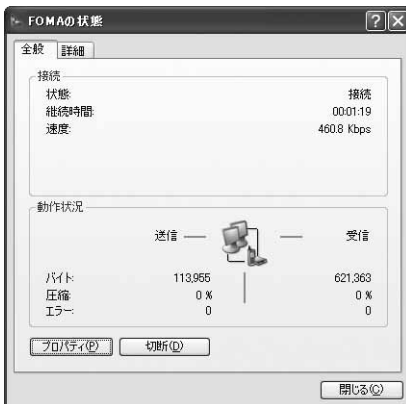 FOMAの状態
全般 詳細
接続
状態: 接続
継続時間: 00:01:19
速度: 460.8 Kbps
動作状況
送信 — — 受信
バイト: 113,955 621,363
圧縮: 0 % 0 %
エラー: 0 0
プロパティ(P) 切断(D)
閉じる(C)